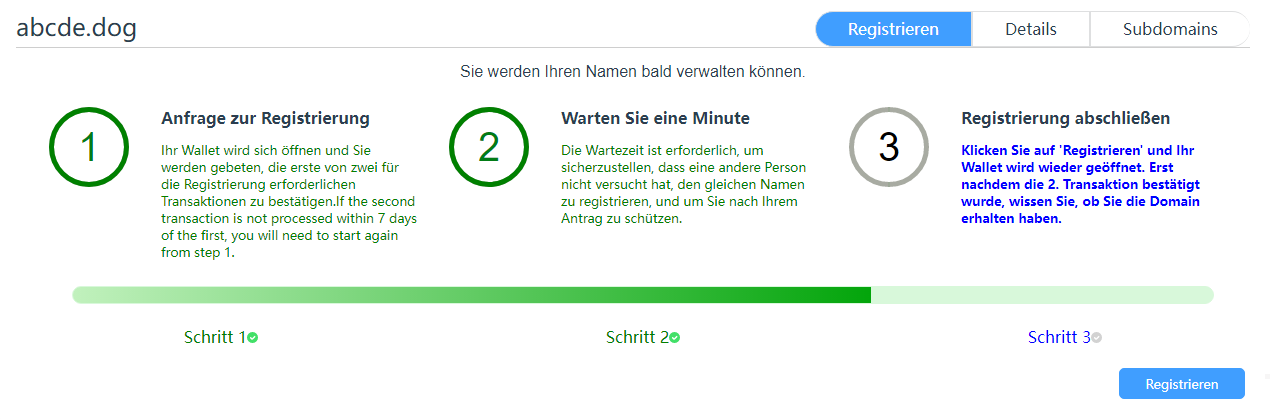 abcde.dog
Registrieren
Details
Subdomains
Sie werden Ihren Namen bald verwalten können.
1
Anfrage zur Registrierung
Ihr Wallet wird sich öffnen und Sie
werden gebeten, die erste von zwei für
die Registrierung erforderlichen
Transaktionen zu bestätigen.If the second
transaction is not processed within 7 days
of the first, you will need to start again
from step 1.
2
Warten Sie eine Minute
Die Wartezeit ist erforderlich, um
sicherzustellen, dass eine andere Person
nicht versucht hat, den gleichen Namen
zu registrieren, und um Sie nach Ihrem
Antrag zu schützen.
3
Registrierung abschließen
Klicken Sie auf 'Registrieren' und Ihr
Wallet wird wieder geöffnet. Erst
nachdem die 2. Transaktion bestätigt
wurde, wissen Sie, ob Sie die Domain
erhalten haben.
Schritt 1
Schritt 2
Schritt 3
Registrieren